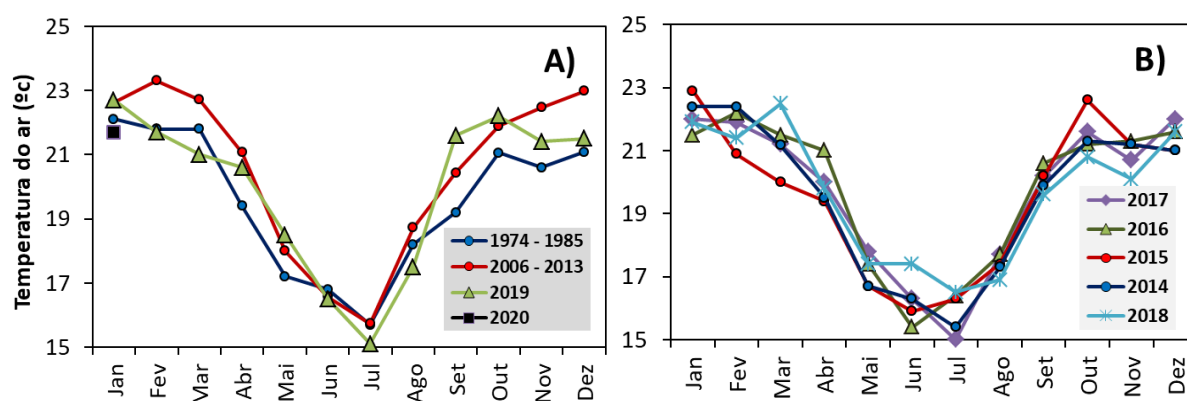 Temperatura do ar (ºc)
25
23
21
19
17
15
A)
1974 - 1985
2006 - 2013
2019
2020
Jan Fev Mar Abr Mai Jun Jul Ago Set Out Nov Dez
25
23
21
19
17
15
B)
2017
2016
2015
2014
2018
Jan Fev Mar Abr Mai Jun Jul Ago Set Out Nov Dez